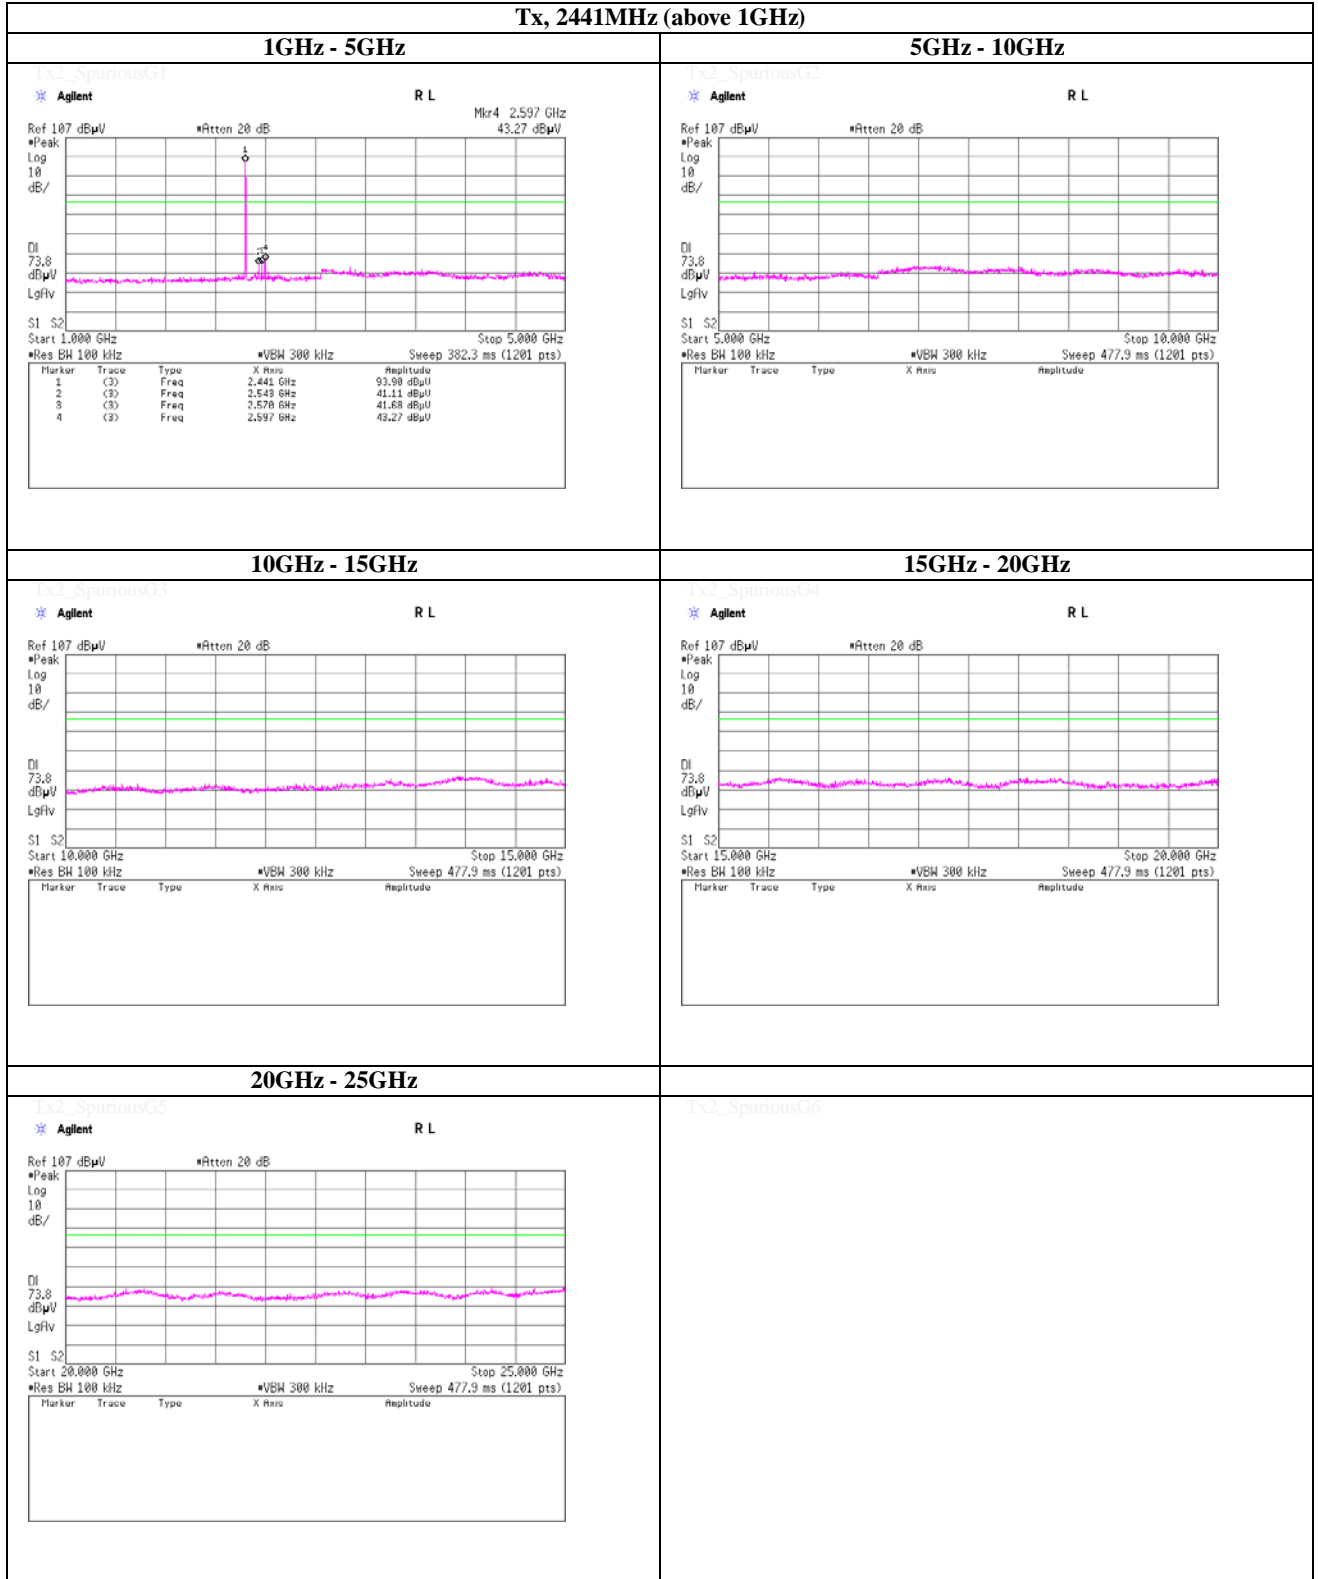 Tx, 2441MHz (above 1GHz)
1GHz - 5GHz
5GHz - 10GHz
Tx2_SpuriousG1
Agilent
R L
Mkr4 2.597 GHz
Ref 107 dBµV
*Atten 20 dB
43.27 dBµV
*Peak
Log
10
dB/
1
DI
73.8
dBµV
LgAv
S1 S2
Start 1.000 GHz
Stop 5.000 GHz
*Res BW 100 kHz
*VBW 300 kHz
Sweep 382.3 ms (1201 pts)
Marker Trace Type X Axis Amplitude
1 (3) Freq 2.441 GHz 93.90 dBµV
2 (3) Freq 2.543 GHz 41.11 dBµV
3 (3) Freq 2.570 GHz 41.68 dBµV
4 (3) Freq 2.597 GHz 43.27 dBµV
Tx2_SpuriousG2
Agilent
R L
Ref 107 dBµV
*Atten 20 dB
*Peak
Log
10
dB/
DI
73.8
dBµV
LgAv
S1 S2
Start 5.000 GHz
Stop 10.000 GHz
*Res BW 100 kHz
*VBW 300 kHz
Sweep 477.9 ms (1201 pts)
Marker Trace Type X Axis Amplitude
10GHz - 15GHz
15GHz - 20GHz
Tx2_SpuriousG3
Agilent
R L
Ref 107 dBµV
*Atten 20 dB
*Peak
Log
10
dB/
DI
73.8
dBµV
LgAv
S1 S2
Start 10.000 GHz
Stop 15.000 GHz
*Res BW 100 kHz
*VBW 300 kHz
Sweep 477.9 ms (1201 pts)
Marker Trace Type X Axis Amplitude
Tx2_SpuriousG4
Agilent
R L
Ref 107 dBµV
*Atten 20 dB
*Peak
Log
10
dB/
DI
73.8
dBµV
LgAv
S1 S2
Start 15.000 GHz
Stop 20.000 GHz
*Res BW 100 kHz
*VBW 300 kHz
Sweep 477.9 ms (1201 pts)
Marker Trace Type X Axis Amplitude
20GHz - 25GHz
Tx2_SpuriousG5
Agilent
R L
Ref 107 dBµV
*Atten 20 dB
*Peak
Log
10
dB/
DI
73.8
dBµV
LgAv
S1 S2
Start 20.000 GHz
Stop 25.000 GHz
*Res BW 100 kHz
*VBW 300 kHz
Sweep 477.9 ms (1201 pts)
Marker Trace Type X Axis Amplitude
Tx2_SpuriousG6